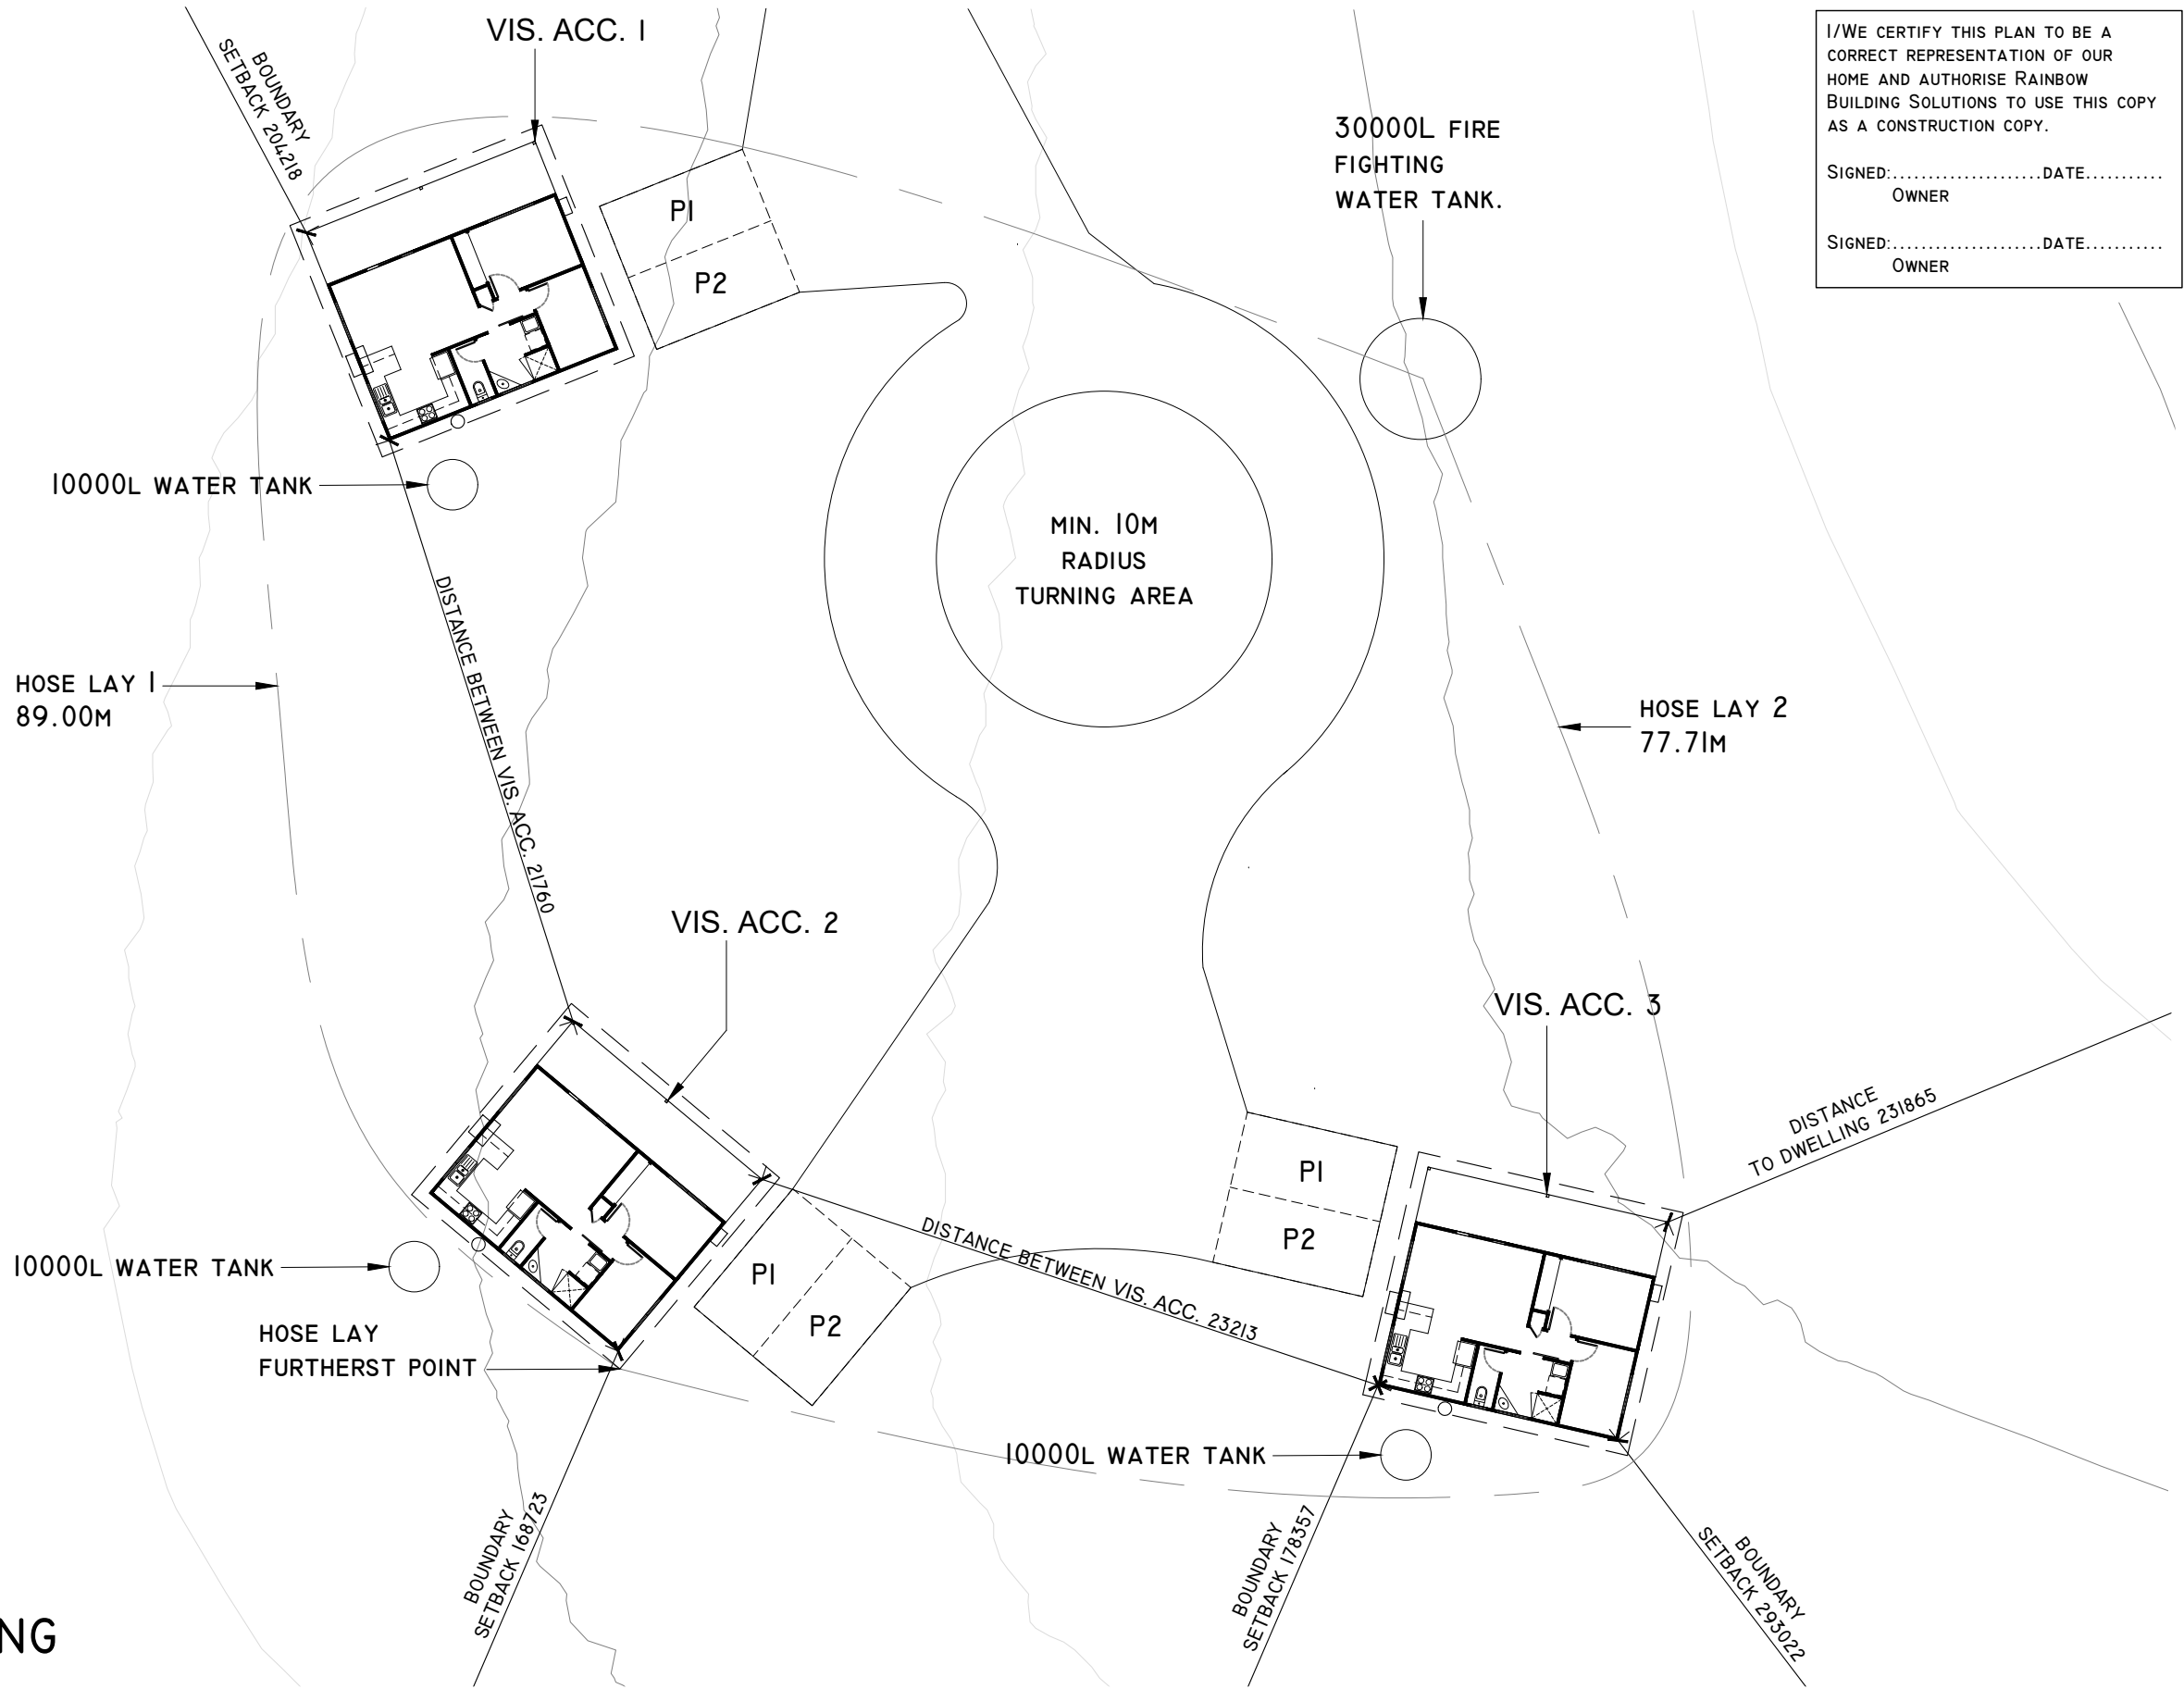 VIS. ACC. 1
BOUNDARY
SETBACK 204218
P1
P2
30000L FIRE
FIGHTING
WATER TANK.
I/WE CERTIFY THIS PLAN TO BE A
CORRECT REPRESENTATION OF OUR
HOME AND AUTHORISE RAINBOW
BUILDING SOLUTIONS TO USE THIS COPY
AS A CONSTRUCTION COPY.
SIGNED:.....................DATE...........
OWNER
SIGNED:.....................DATE...........
OWNER
10000L WATER TANK
MIN. 10M
RADIUS
TURNING AREA
DISTANCE BETWEEN VIS. ACC. 21760
HOSE LAY 1
89.00M
HOSE LAY 2
77.71M
VIS. ACC. 2
VIS. ACC. 3
DISTANCE
TO DWELLING 231865
P1
P2
DISTANCE BETWEEN VIS. ACC. 23213
10000L WATER TANK
P1
P2
HOSE LAY
FURTHERST POINT
10000L WATER TANK
BOUNDARY
SETBACK 168723
BOUNDARY
SETBACK 178357
BOUNDARY
SETBACK 293022
NG